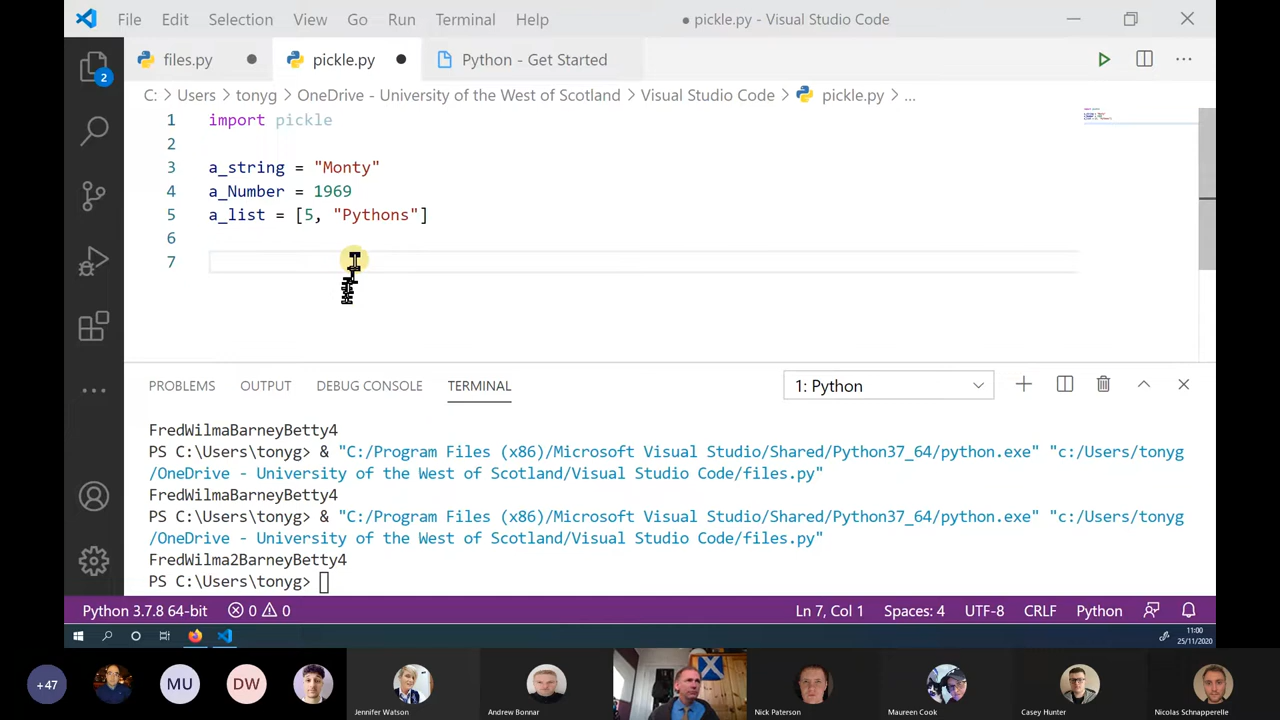 File Edit Selection View Go Run Terminal Help ● pickle.py - Visual Studio Code
files.py ● pickle.py ● Python - Get Started
C: > Users > tonyg > OneDrive - University of the West of Scotland > Visual Studio Code > pickle.py > ...
1 import pickle
2
3 a_string = "Monty"
4 a_Number = 1969
5 a_list = [5, "Pythons"]
6
7
2
PROBLEMS OUTPUT DEBUG CONSOLE TERMINAL 1: Python
FredWilmaBarneyBetty4
PS C:\Users\tonyg> & "C:/Program Files (x86)/Microsoft Visual Studio/Shared/Python37_64/python.exe" "c:/Users/tonyg
/OneDrive - University of the West of Scotland/Visual Studio Code/files.py"
FredWilmaBarneyBetty4
PS C:\Users\tonyg> & "C:/Program Files (x86)/Microsoft Visual Studio/Shared/Python37_64/python.exe" "c:/Users/tonyg
/OneDrive - University of the West of Scotland/Visual Studio Code/files.py"
FredWilma2BarneyBetty4
PS C:\Users\tonyg>
Python 3.7.8 64-bit 0 0 Ln 7, Col 1 Spaces: 4 UTF-8 CRLF Python
11:00
25/11/2020
+47 MU DW Jennifer Watson Andrew Bonnar Nick Paterson Maureen Cook Casey Hunter Nicolas Schnapperelle